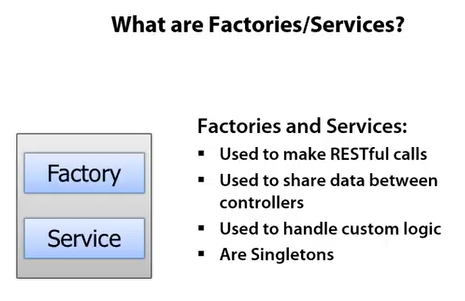 What are Factories/Services?
Factory
Service
Factories and Services:
▪ Used to make RESTful calls
▪ Used to share data between
controllers
▪ Used to handle custom logic
▪ Are Singletons